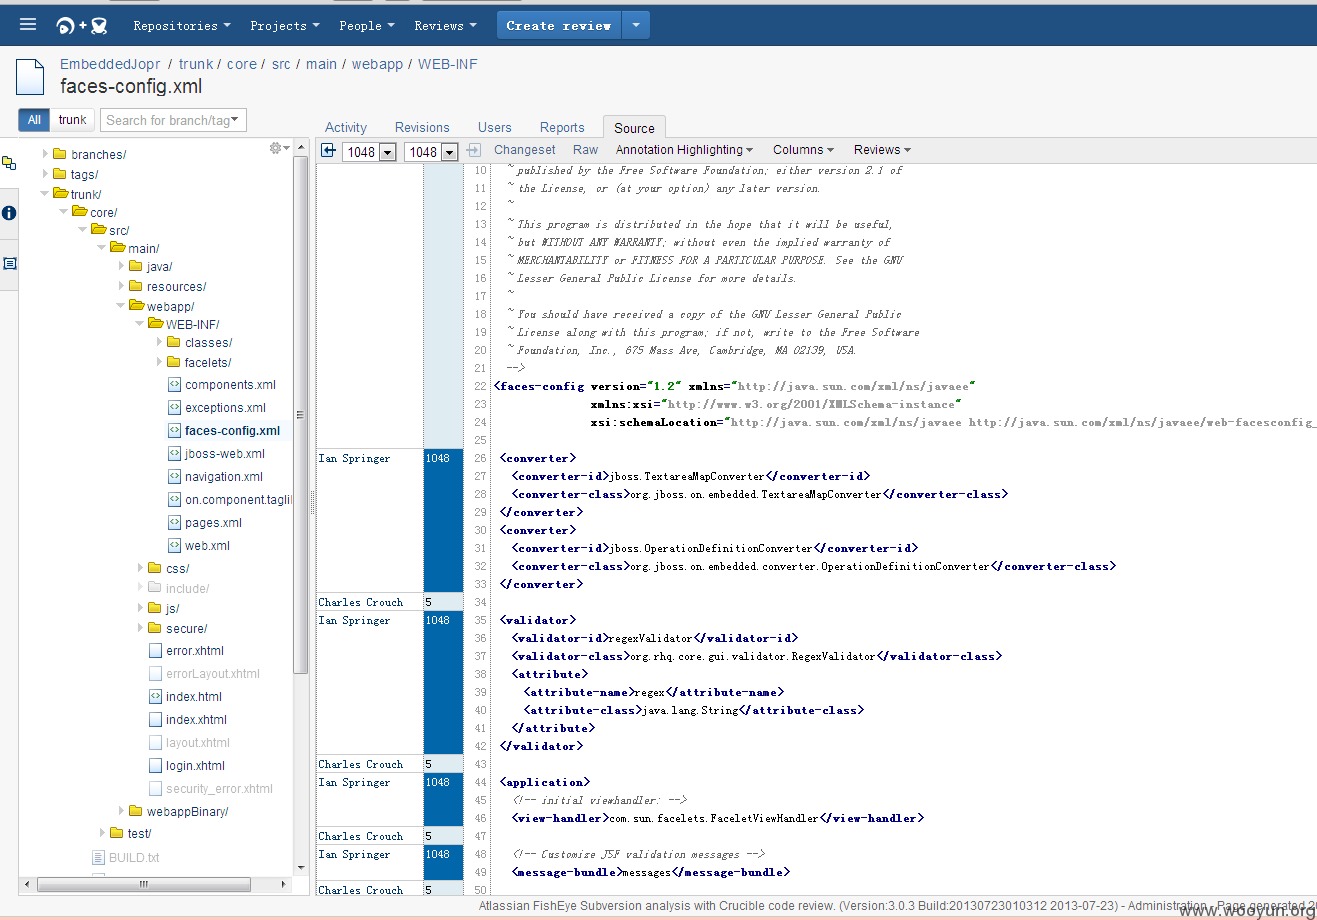 Repositories Projects People Reviews Create review
EmbeddedJopr / trunk / core / src / main / webapp / WEB-INF
faces-config.xml
All trunk Search for branch/tag
Activity Revisions Users Reports Source
1048 1048 Changeset Raw Annotation Highlighting Columns Reviews
branches/
tags/
trunk/
core/
src/
main/
java/
resources/
webapp/
WEB-INF/
classes/
facelets/
components.xml
exceptions.xml
faces-config.xml
jboss-web.xml
navigation.xml
on.component.taglil
pages.xml
web.xml
css/
include/
js/
secure/
error.xhtml
errorLayout.xhtml
index.html
index.xhtml
layout.xhtml
login.xhtml
security_error.xhtml
webappBinary/
test/
BUILD.txt
10 ~ published by the Free Software Foundation; either version 2.1 of
11 ~ the License, or (at your option) any later version.
12 ~
13 ~ This program is distributed in the hope that it will be useful,
14 ~ but WITHOUT ANY WARRANTY; without even the implied warranty of
15 ~ MERCHANTABILITY or FITNESS FOR A PARTICULAR PURPOSE. See the GNU
16 ~ Lesser General Public License for more details.
17 ~
18 ~ You should have received a copy of the GNU Lesser General Public
19 ~ License along with this program; if not, write to the Free Software
20 ~ Foundation, Inc., 675 Mass Ave, Cambridge, MA 02139, USA.
21 -->
22 <faces-config version="1.2" xmlns="http://java.sun.com/xml/ns/javaee"
23 xmlns:xsi="http://www.w3.org/2001/XMLSchema-instance"
24 xsi:schemaLocation="http://java.sun.com/xml/ns/javaee http://java.sun.com/xml/ns/javaee/web-facesconfig_
25
Ian Springer 1048 26 <converter>
27 <converter-id>jboss.TextareaMapConverter</converter-id>
28 <converter-class>org.jboss.on.embedded.TextareaMapConverter</converter-class>
29 </converter>
30 <converter>
31 <converter-id>jboss.OperationDefinitionConverter</converter-id>
32 <converter-class>org.jboss.on.embedded.converter.OperationDefinitionConverter</converter-class>
33 </converter>
Charles Crouch 5 34
Ian Springer 1048 35 <validator>
36 <validator-id>regexValidator</validator-id>
37 <validator-class>org.rhq.core.gui.validator.RegexValidator</validator-class>
38 <attribute>
39 <attribute-name>regex</attribute-name>
40 <attribute-class>java.lang.String</attribute-class>
41 </attribute>
42 </validator>
Charles Crouch 5 43
Ian Springer 1048 44 <application>
45 <!-- initial viewhandler: -->
46 <view-handler>com.sun.facelets.FaceletViewHandler</view-handler>
Charles Crouch 5 47
Ian Springer 1048 48 <!-- Customize JSF validation messages -->
49 <message-bundle>messages</message-bundle>
Charles Crouch 5 50
Atlassian FishEye Subversion analysis with Crucible code review. (Version:3.0.3 Build:20130723010312 2013-07-23) - Administration - Page generated 2
www.wooyun.org